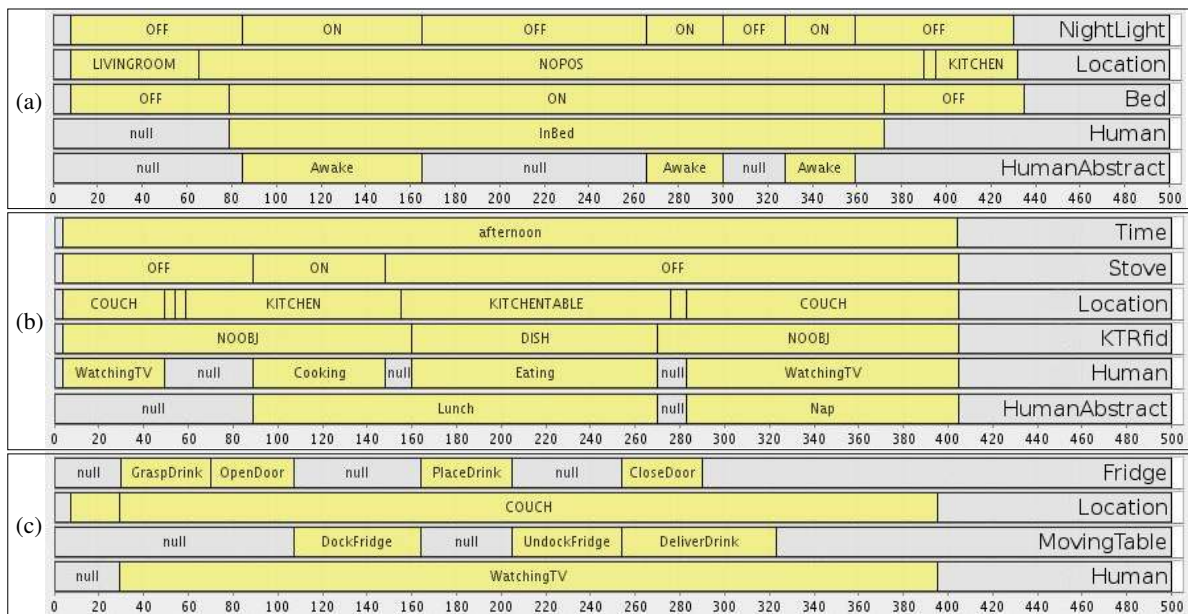 OFF ON OFF ON OFF ON OFF NightLight
LIVINGROOM NOPOS KITCHEN Location
(a) OFF ON OFF Bed
null InBed Human
null Awake null Awake null Awake HumanAbstract
0 20 40 60 80 100 120 140 160 180 200 220 240 260 280 300 320 340 360 380 400 420 440 460 480 500
afternoon Time
OFF ON OFF Stove
COUCH KITCHEN KITCHENTABLE COUCH Location
(b) NOOBJ DISH NOOBJ KTRfid
WatchingTV null Cooking null Eating null WatchingTV Human
null Lunch null Nap HumanAbstract
0 20 40 60 80 100 120 140 160 180 200 220 240 260 280 300 320 340 360 380 400 420 440 460 480 500
null GraspDrink OpenDoor null PlaceDrink null CloseDoor Fridge
COUCH Location
(c) null DockFridge null UndockFridge DeliverDrink MovingTable
null WatchingTV Human
0 20 40 60 80 100 120 140 160 180 200 220 240 260 280 300 320 340 360 380 400 420 440 460 480 500